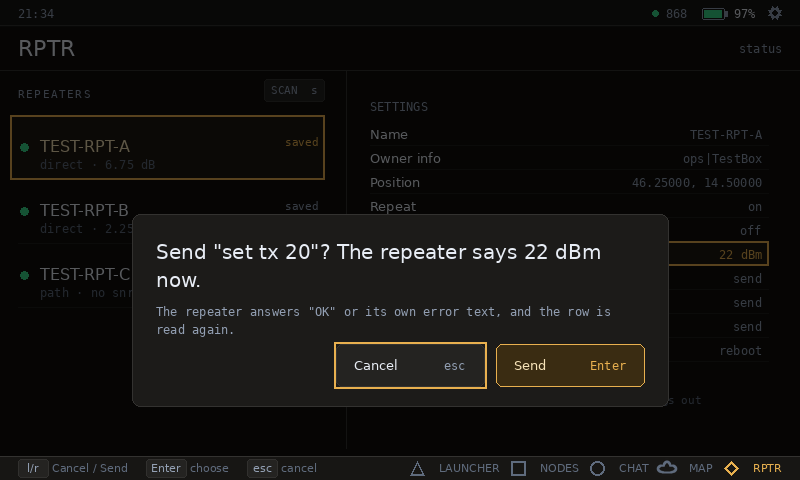 21:34
868
97%
RPTR
status
REPEATERS
SCAN s
TEST-RPT-A
saved
direct · 6.75 dB
TEST-RPT-B
saved
direct · 2.25
TEST-RPT-C
path · no snr
SETTINGS
Name TEST-RPT-A
Owner info ops|TestBox
Position 46.25000, 14.50000
Repeat on
off
22 dBm
send
send
send
reboot
s out
Send "set tx 20"? The repeater says 22 dBm
now.
The repeater answers "OK" or its own error text, and the row is
read again.
Cancel esc
Send Enter
l/r Cancel / Send Enter choose esc cancel
LAUNCHER NODES CHAT MAP RPTR